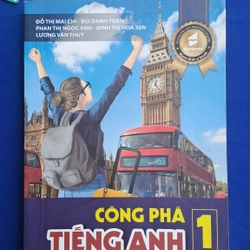 ĐỖ THỊ MAI CHI - BÙI DANH TOÀN
PHAN THỊ NGỌC ANH - ĐINH THỊ HOA SEN
LƯƠNG VĂN THUỲ
CÔNG PHÁ
TIẾNG ANH 1